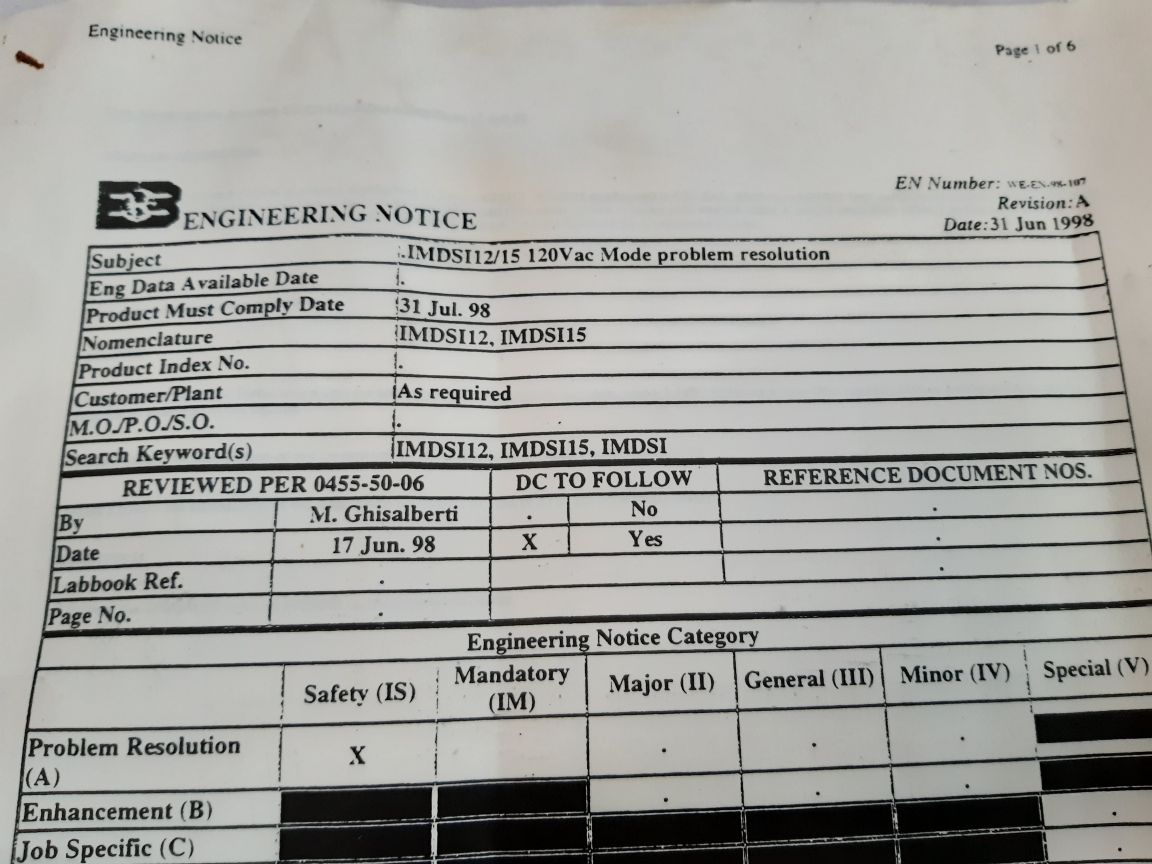 Engineering Notice
Page 1 of 6
EN Number: WE-EN-98-107
Revision: A
Date:31 Jun 1998
ENGINEERING NOTICE
Subject .IMDSI12/15 120Vac Mode problem resolution
Eng Data Available Date .
Product Must Comply Date 31 Jul. 98
Nomenclature IMDSI12, IMDSI15
Product Index No. .
Customer/Plant As required
M.O./P.O./S.O. .
Search Keyword(s) IMDSI12, IMDSI15, IMDSI
REVIEWED PER 0455-50-06 DC TO FOLLOW REFERENCE DOCUMENT NOS.
By M. Ghisalberti . No .
Date 17 Jun. 98 X Yes .
Labbook Ref. . .
Page No. .
Engineering Notice Category
Safety (IS) Mandatory (IM) Major (II) General (III) Minor (IV) Special (V)
Problem Resolution (A) X . . .
Enhancement (B) . . .
Job Specific (C) .
.